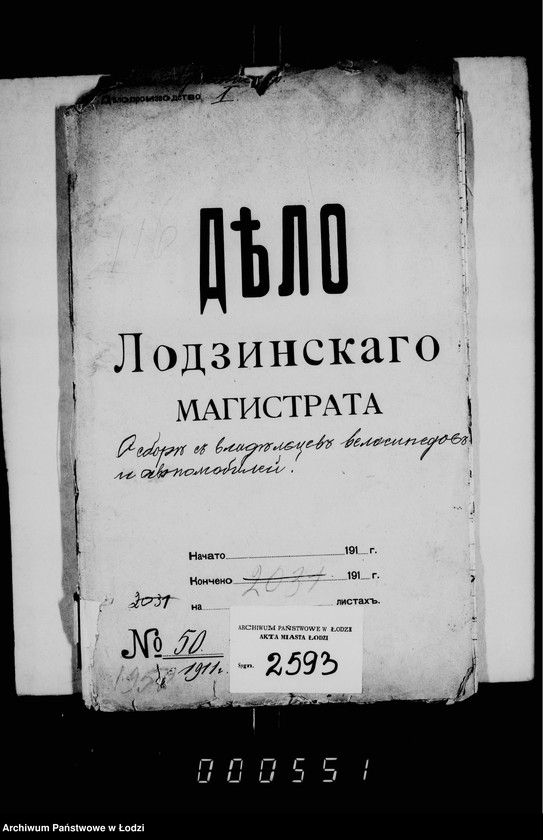 Дѣлопроизводство I.
ДѢЛО
Лодзинскаго
МАГИСТРАТА
О сборѣ съ владѣльцевъ велосипедовъ
и автомобилей.
Начато 191 г.
Кончено 2031 191 г.
2031 на листахъ.
№ 50.
1911 г.
ARCHIWUM PAŃSTWOWE w ŁODZI
AKTA MIASTA ŁODZI
Sygn. 2593
000551
Archiwum Państwowe w Łodzi